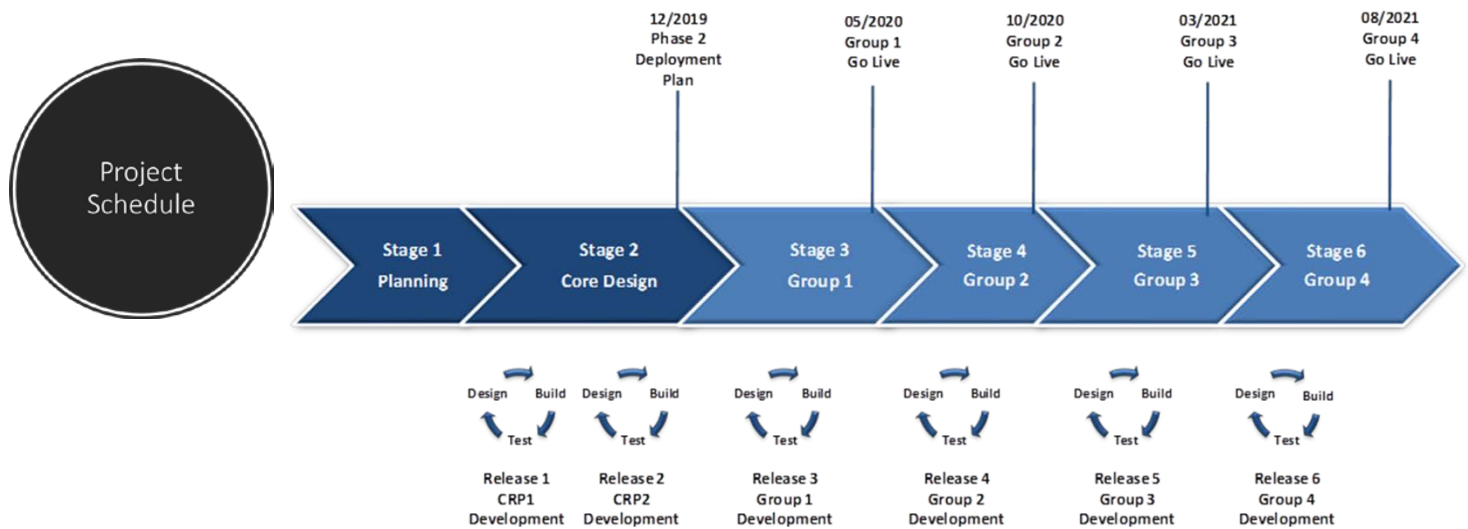 Project
Schedule
12/2019
Phase 2
Deployment
Plan
05/2020
Group 1
Go Live
10/2020
Group 2
Go Live
03/2021
Group 3
Go Live
08/2021
Group 4
Go Live
Stage 1
Planning
Stage 2
Core Design
Stage 3
Group 1
Stage 4
Group 2
Stage 5
Group 3
Stage 6
Group 4
Design Build
Test
Release 1
CRP1
Development
Design Build
Test
Release 2
CRP2
Development
Design Build
Test
Release 3
Group 1
Development
Design Build
Test
Release 4
Group 2
Development
Design Build
Test
Release 5
Group 3
Development
Design Build
Test
Release 6
Group 4
Development